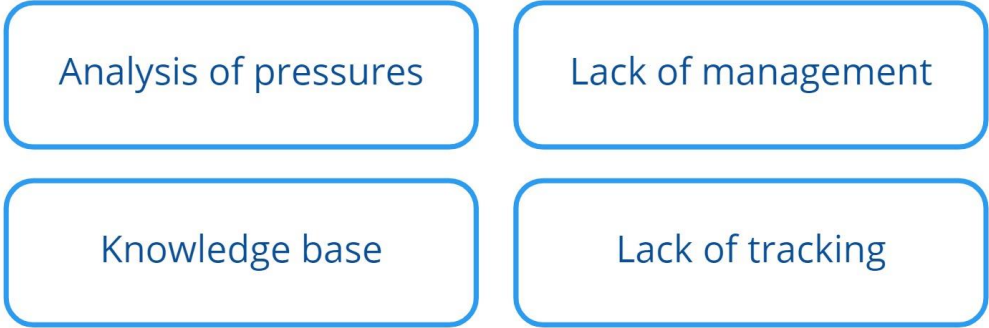 Analysis of pressures
Lack of management
Knowledge base
Lack of tracking